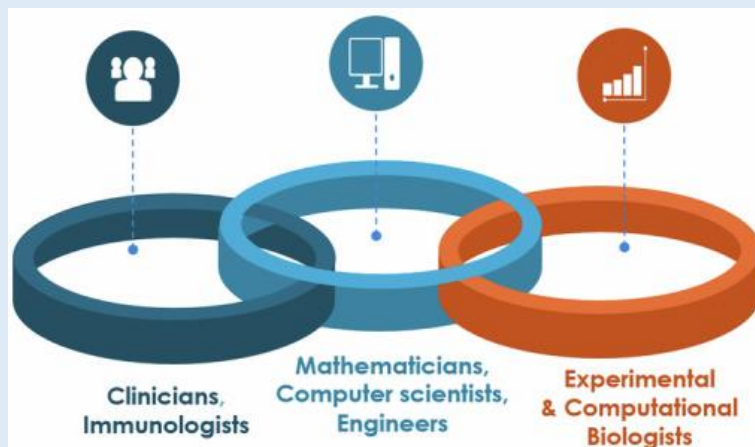 Clinicians,
Immunologists
Mathematicians,
Computer scientists,
Engineers
Experimental
& Computational
Biologists